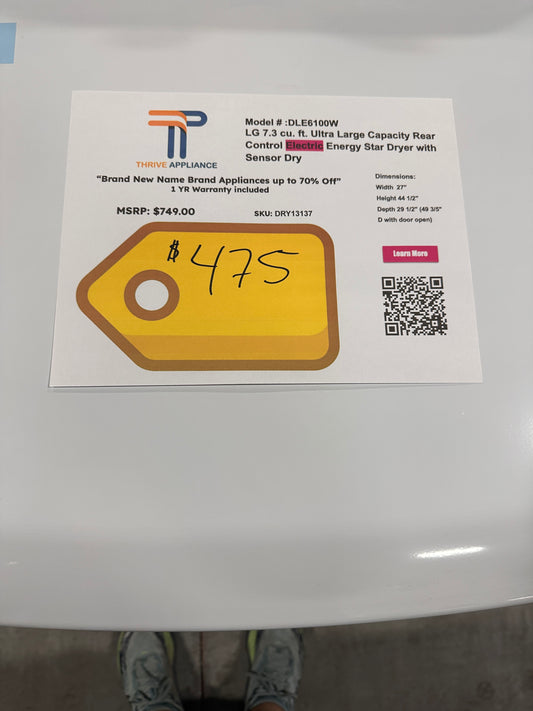 TP
THRIVE APPLIANCE
Model # :DLE6100W
LG 7.3 cu. ft. Ultra Large Capacity Rear
Control Electric Energy Star Dryer with
Sensor Dry
"Brand New Name Brand Appliances up to 70% Off"
1 YR Warranty included
MSRP: $749.00
SKU: DRY13137
Dimensions:
Width 27"
Height 44 1/2"
Depth 29 1/2" (49 3/5"
D with door open)
Learn More
$475